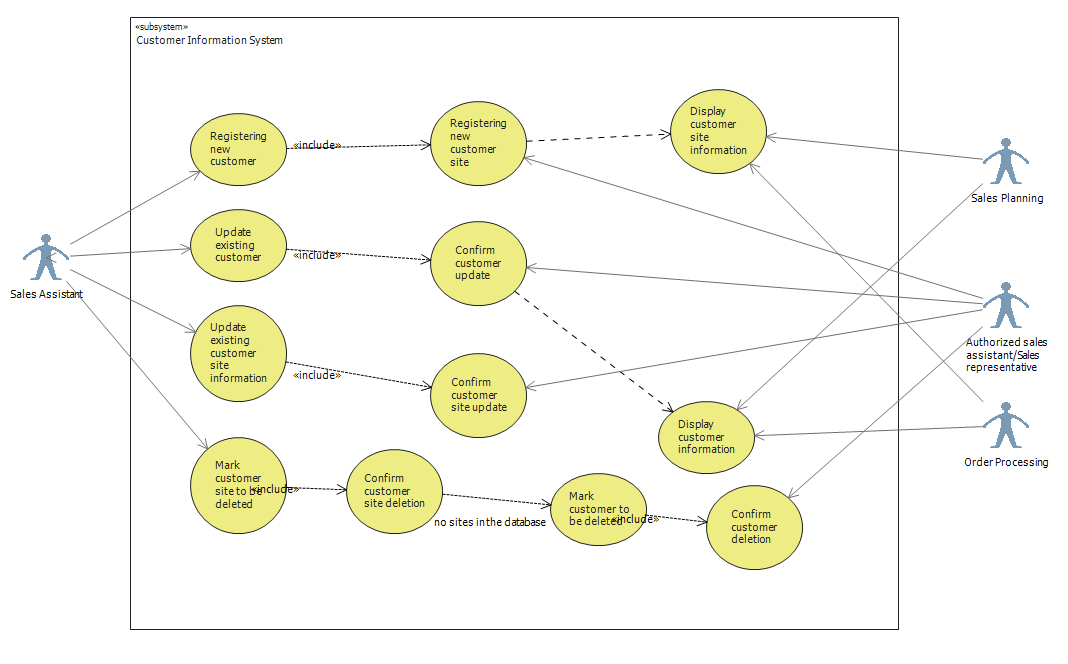 «subsystem»
Customer Information System
Registering
new
customer
«include»
Registering
new
customer
site
Display
customer
site
information
Sales Planning
Update
existing
customer
«include»
Confirm
customer
update
Sales Assistant
Authorized sales
assistant/Sales
representative
Update
existing
customer
site
information
«include»
Confirm
customer
site update
Display
customer
information
Order Processing
Mark
customer
site to be
deleted
«include»
Confirm
customer
site deletion
no sites in the database
Mark
customer to
be deleted
«include»
Confirm
customer
deletion